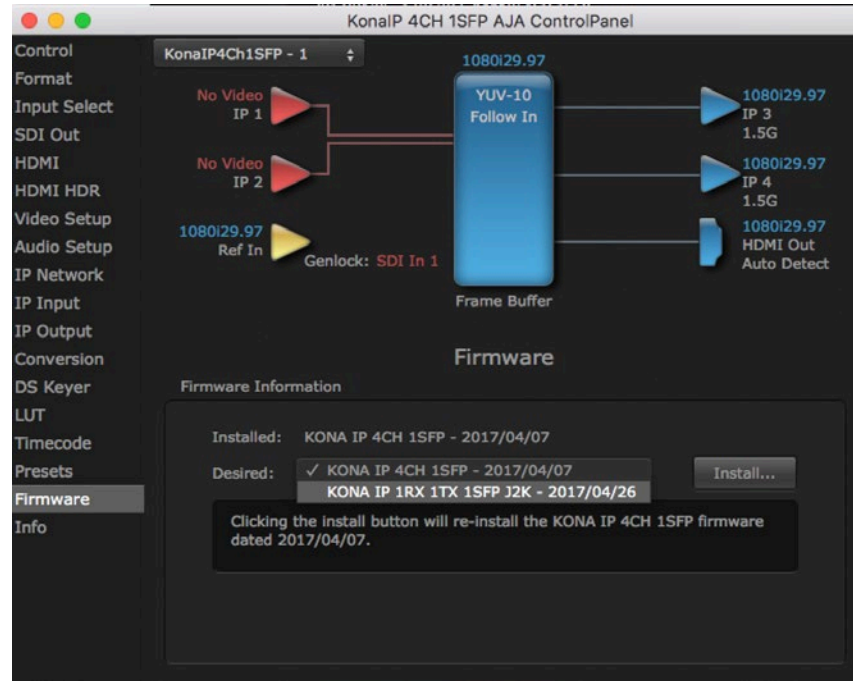 KonaIP 4CH 1SFP AJA ControlPanel
Control
Format
Input Select
SDI Out
HDMI
HDMI HDR
Video Setup
Audio Setup
IP Network
IP Input
IP Output
Conversion
DS Keyer
LUT
Timecode
Presets
Firmware
Info
KonaIP4Ch1SFP - 1
No Video
IP 1
No Video
IP 2
1080i29.97
Ref In
Genlock: SDI In 1
1080i29.97
YUV-10
Follow In
Frame Buffer
1080i29.97
IP 3
1.5G
1080i29.97
IP 4
1.5G
1080i29.97
HDMI Out
Auto Detect
Firmware
Firmware Information
Installed: KONA IP 4CH 1SFP - 2017/04/07
Desired: ✓ KONA IP 4CH 1SFP - 2017/04/07
KONA IP 1RX 1TX 1SFP J2K - 2017/04/26
Install...
Clicking the install button will re-install the KONA IP 4CH 1SFP firmware
dated 2017/04/07.